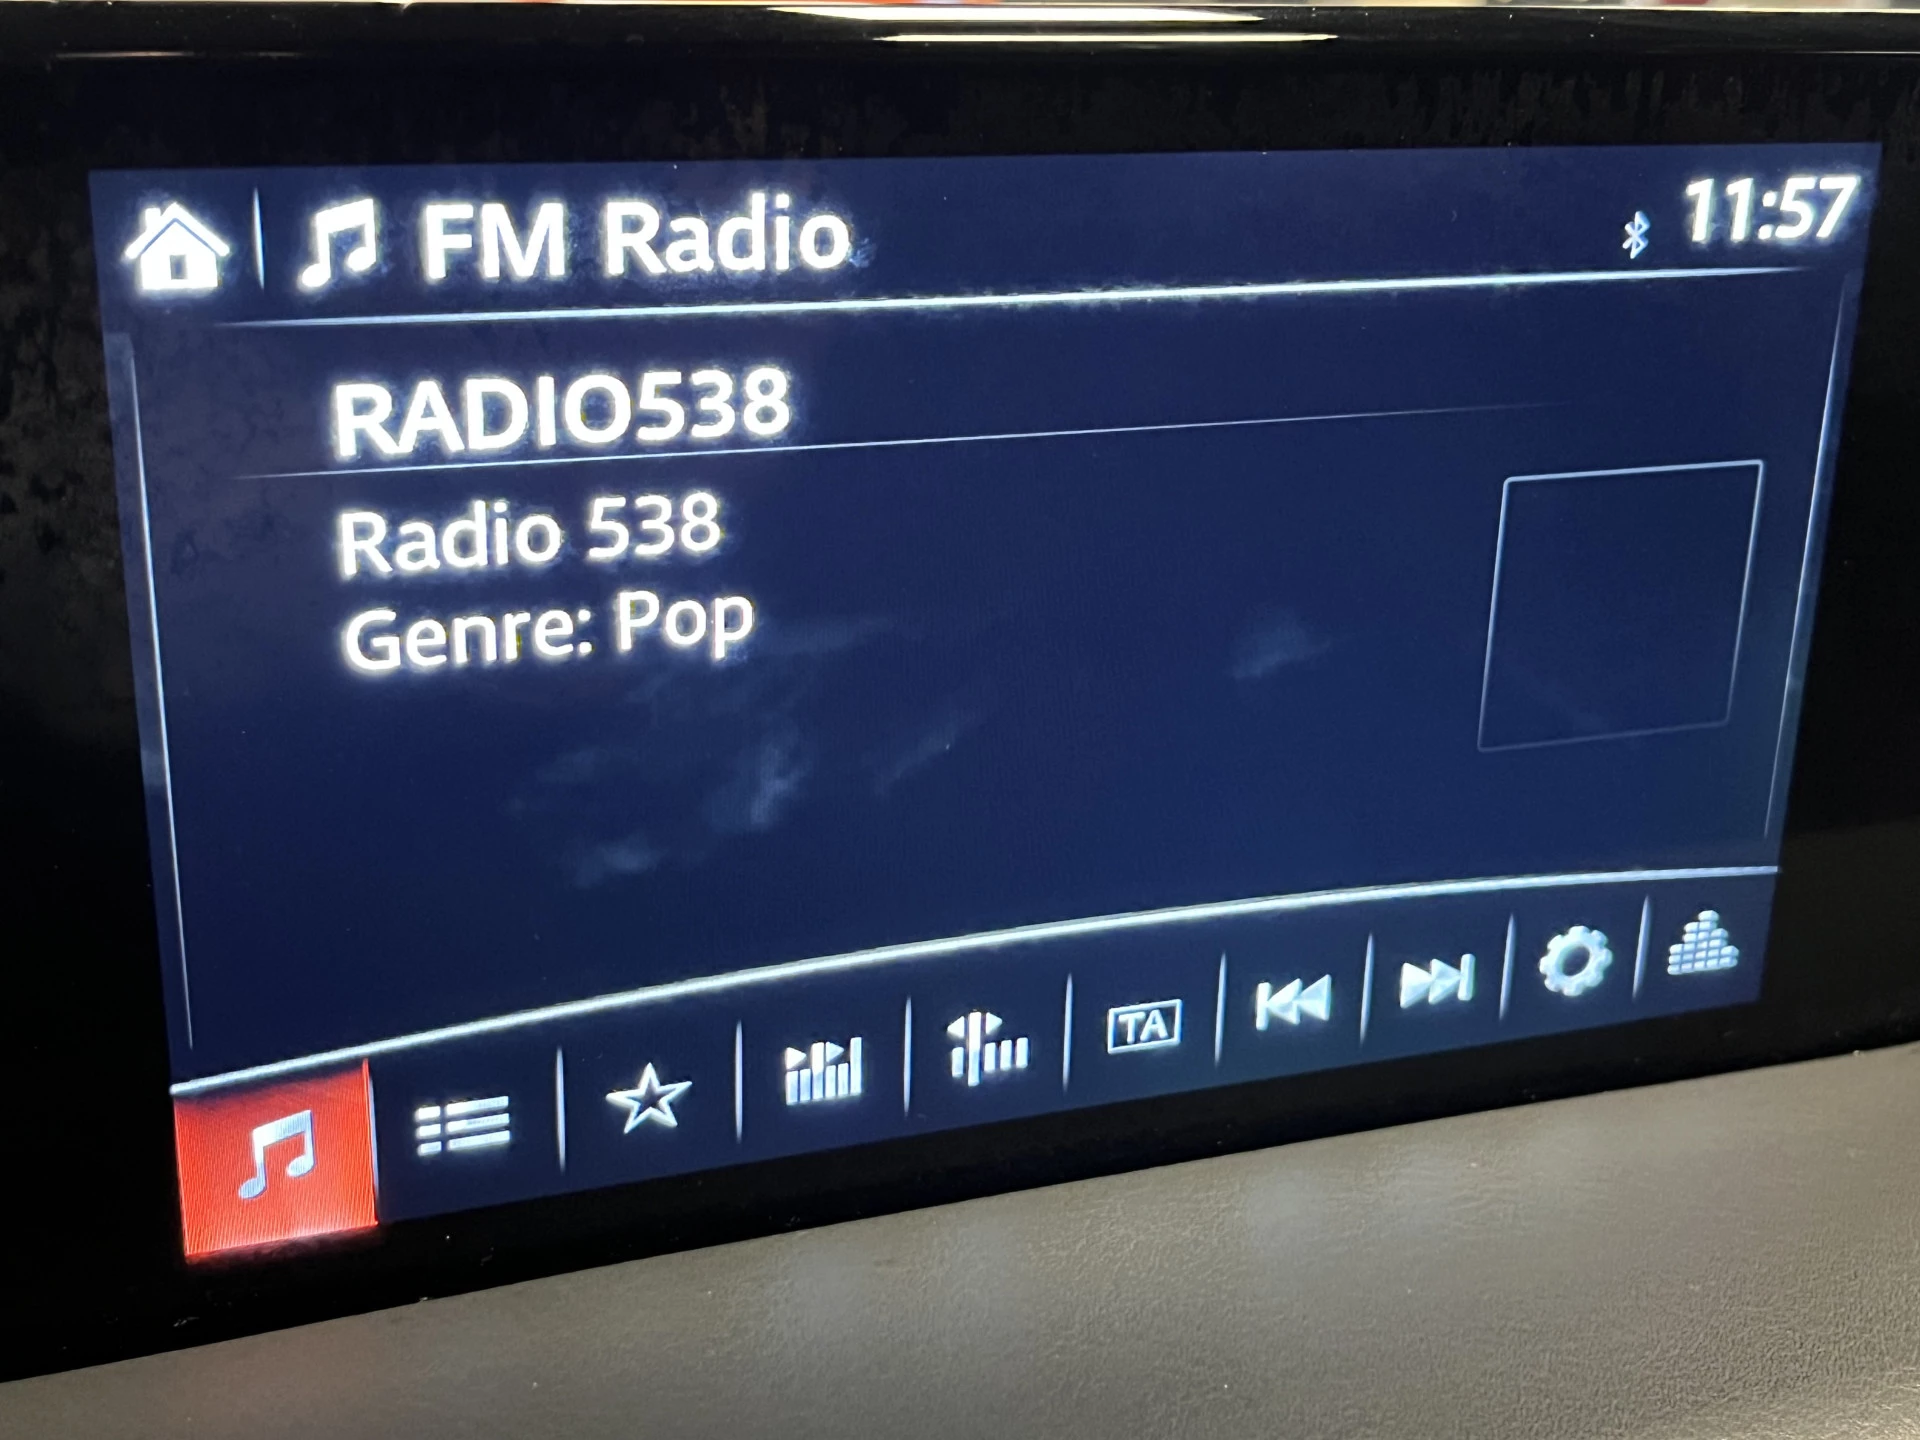 FM Radio
11:57
RADIO538
Radio 538
Genre: Pop
TA